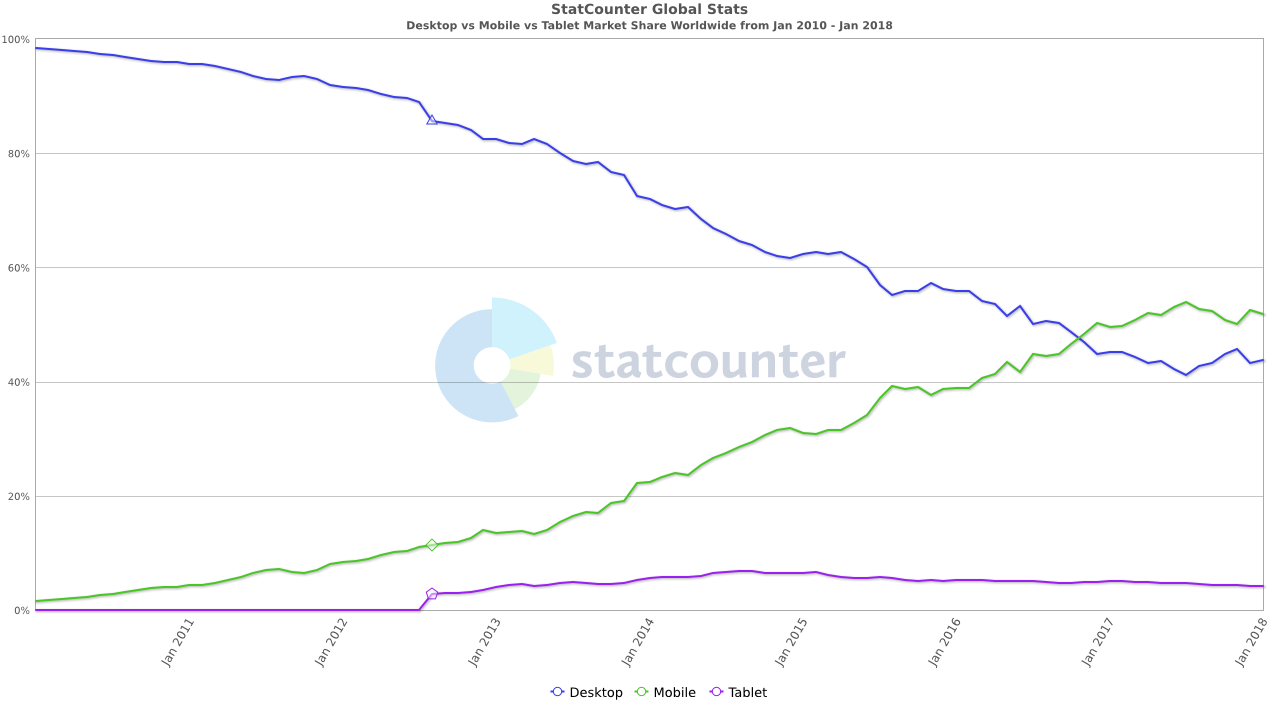 StatCounter Global Stats
Desktop vs Mobile vs Tablet Market Share Worldwide from Jan 2010 - Jan 2018
100%
80%
60%
statcounter
40%
20%
0%
Jan 2011
Jan 2012
Jan 2013
Jan 2014
Jan 2015
Jan 2016
Jan 2017
Jan 2018
Desktop Mobile Tablet